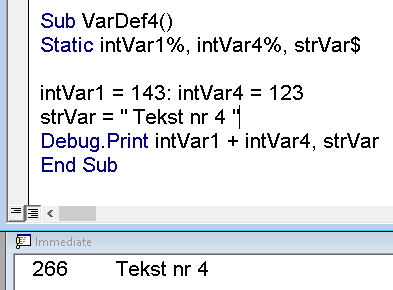 Sub VarDef4()
Static intVar1%, intVar4%, strVar$
intVar1 = 143: intVar4 = 123
strVar = " Tekst nr 4 "
Debug.Print intVar1 + intVar4, strVar
End Sub
Immediate
266 Tekst nr 4